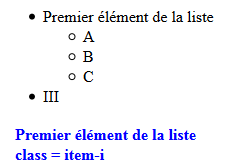 Premier élément de la liste
A
B
C
III
Premier élément de la liste
class = item-i